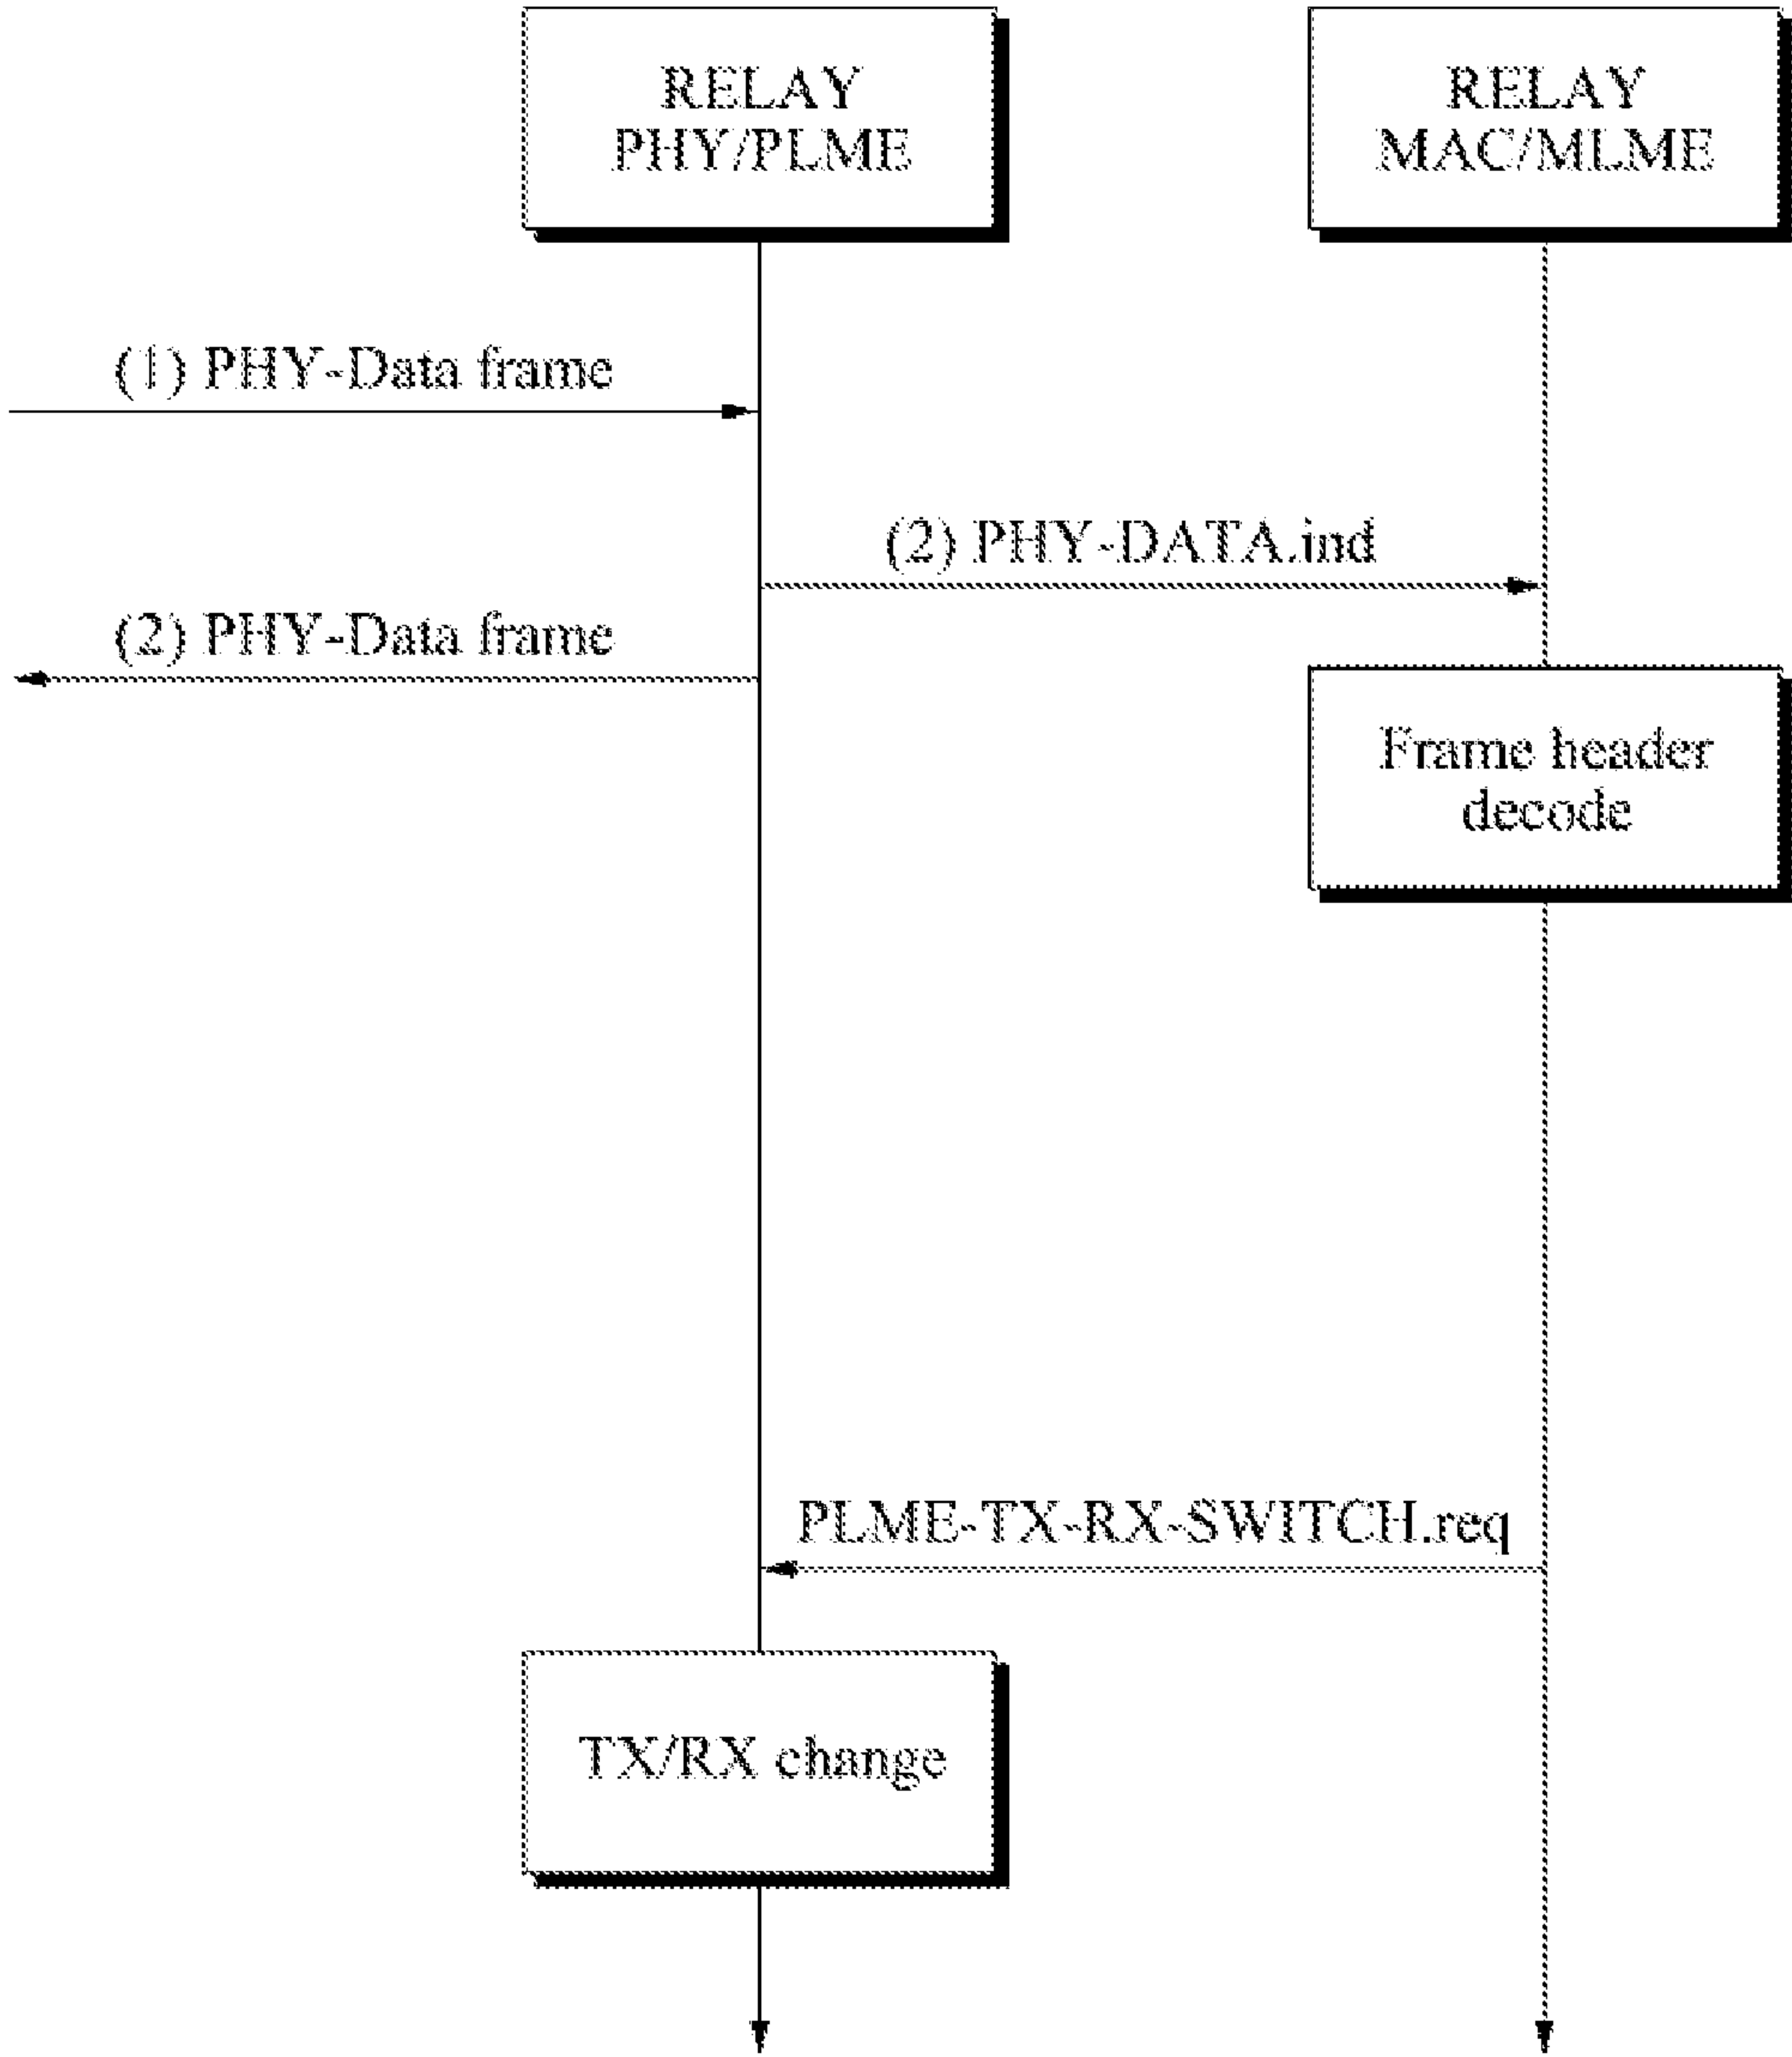 RELAY
PHY/PLME
RELAY
MAC/MLME
(1) PHY-Data frame
(2) PHY-DATA.ind
(2) PHY-Data frame
Frame header
decode
PLME-TX-RX-SWITCH.req
TX/RX change